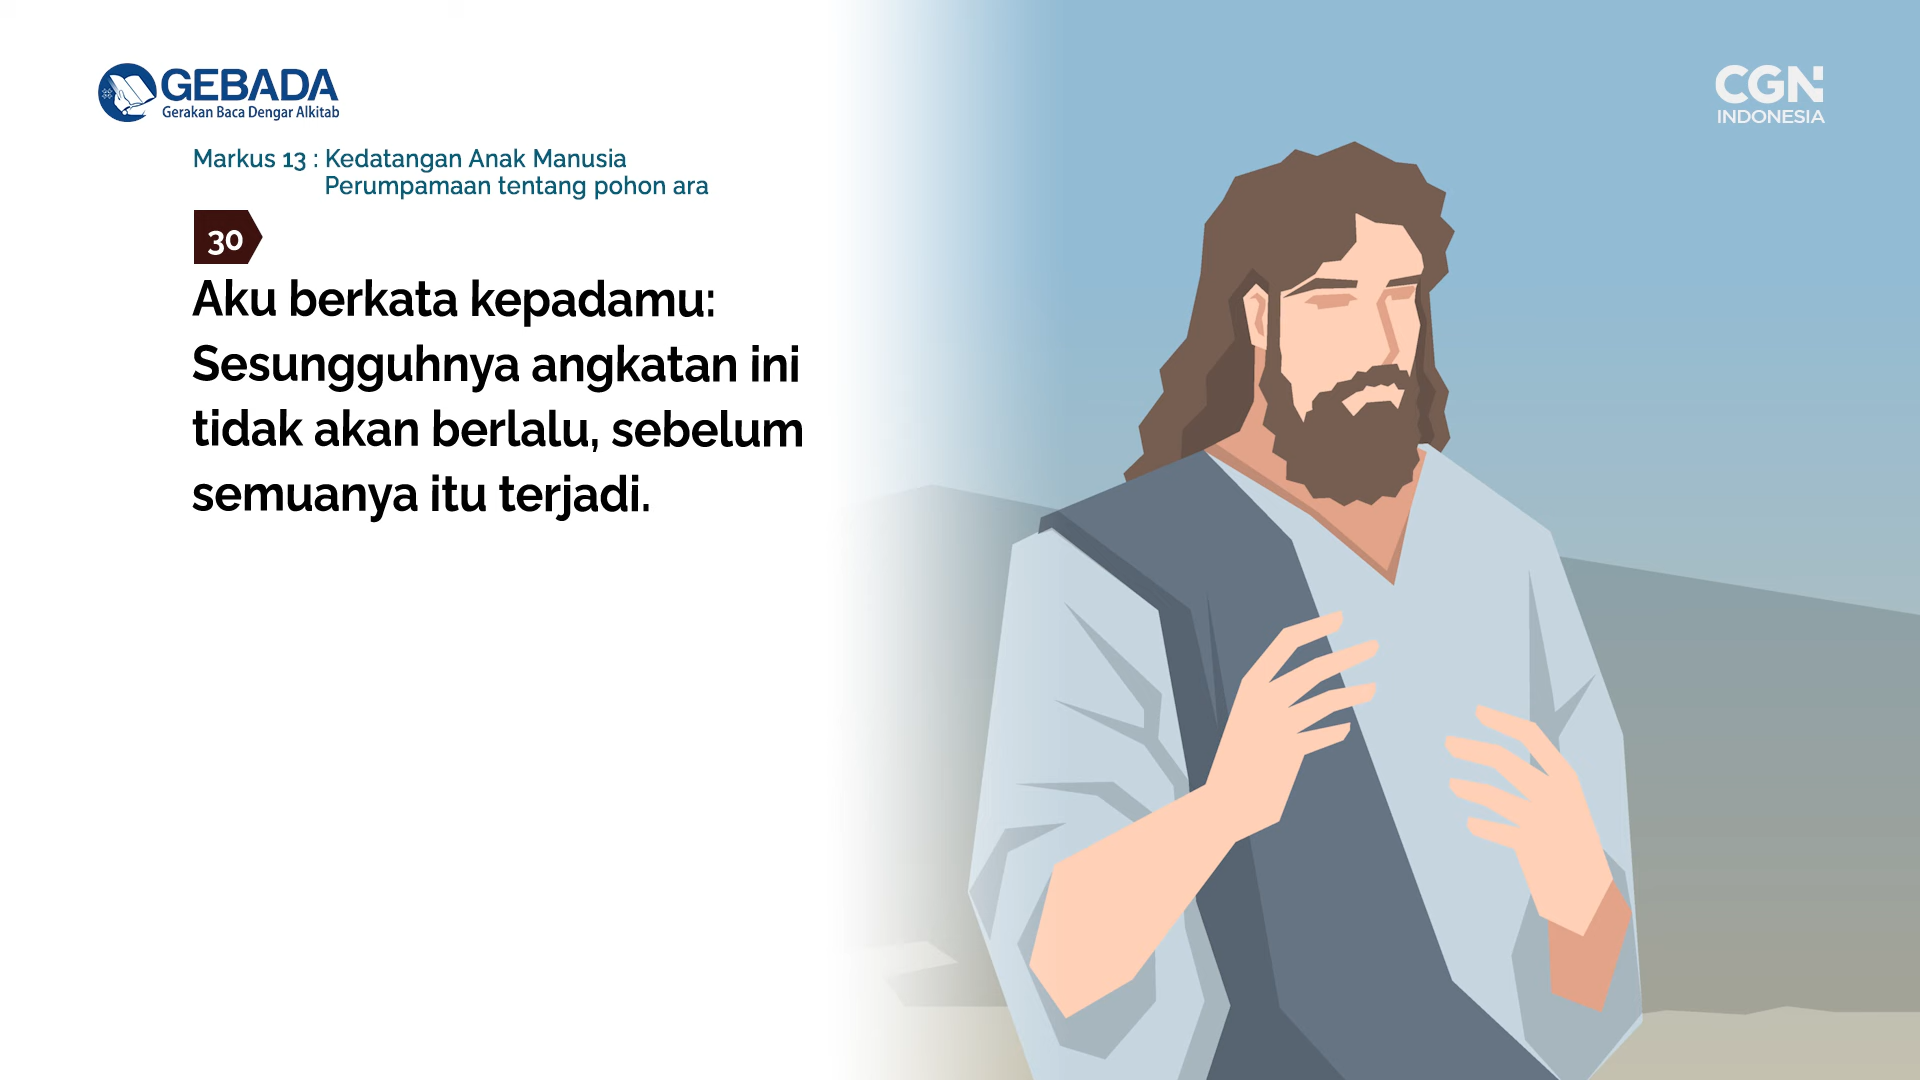 GEBADA
Gerakan Baca Dengar Alkitab
CGN
INDONESIA
Markus 13 : Kedatangan Anak Manusia
Perumpamaan tentang pohon ara
30
Aku berkata kepadamu:
Sesungguhnya angkatan ini
tidak akan berlalu, sebelum
semuanya itu terjadi.